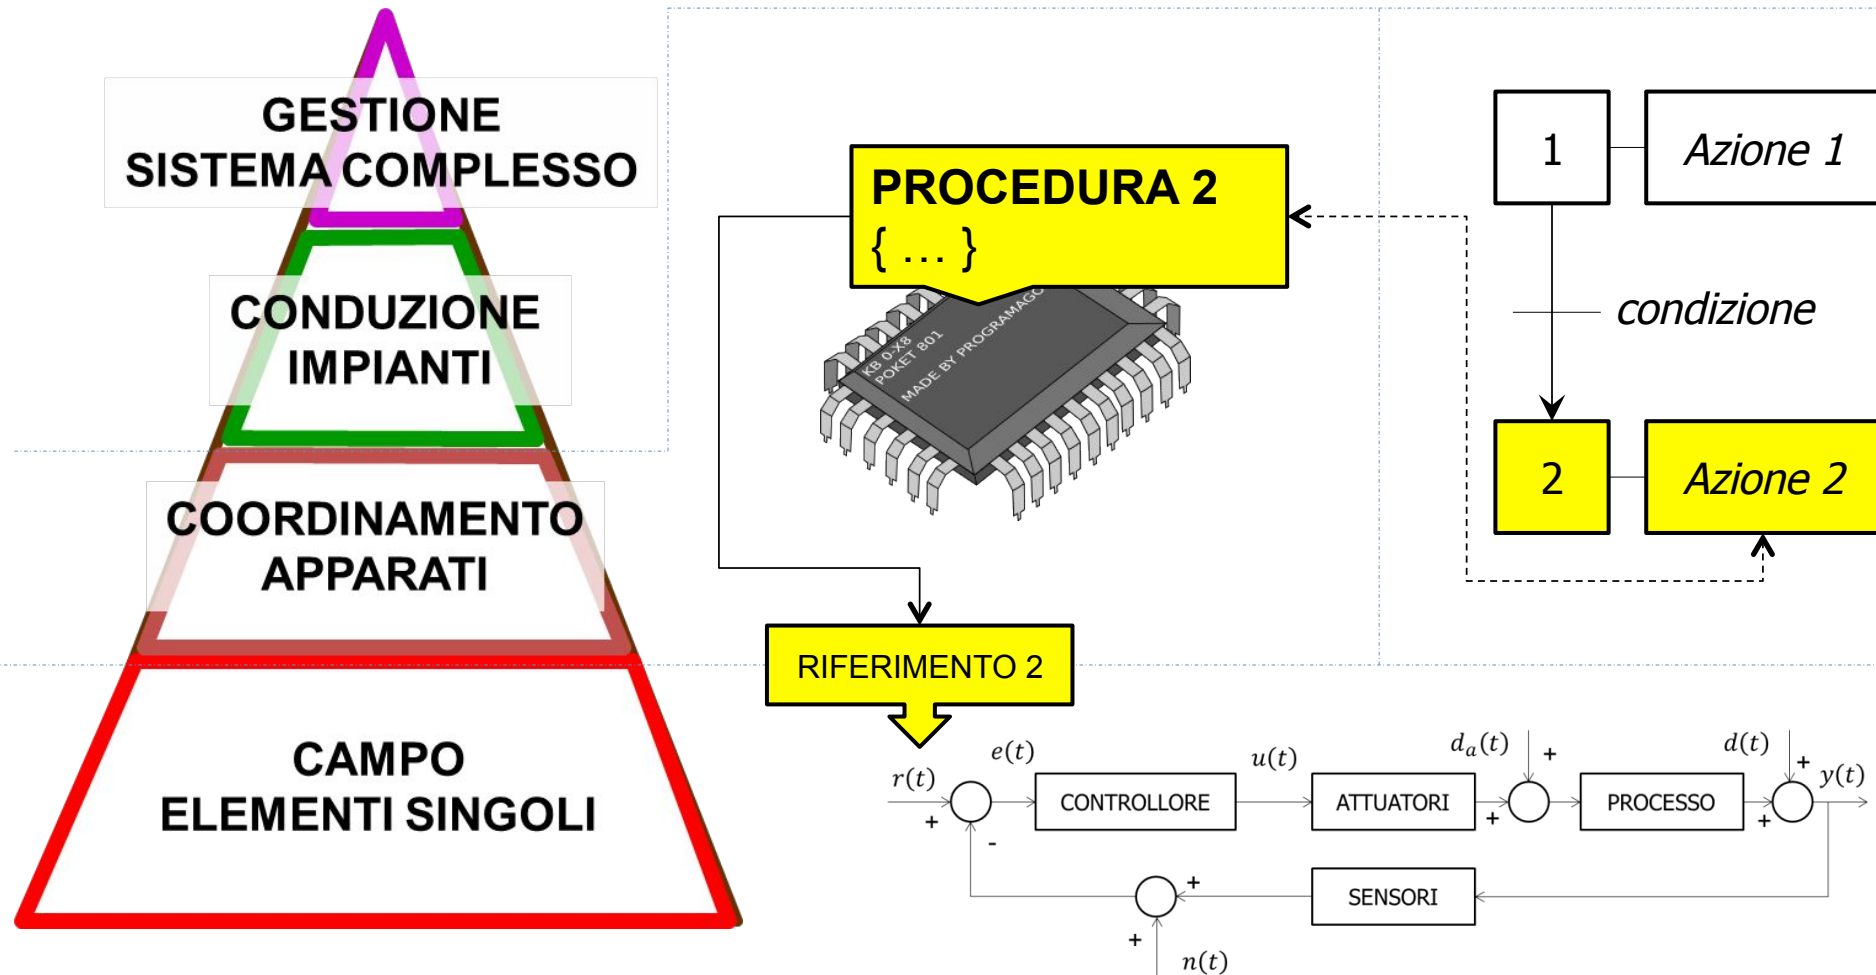 GESTIONE
SISTEMA COMPLESSO
CONDUZIONE
IMPIANTI
COORDINAMENTO
APPARATI
CAMPO
ELEMENTI SINGOLI
PROCEDURA 2
{ ... }
KB 0-X8
POKET 801
MADE BY PROGRAMAGO
RIFERIMENTO 2
1
Azione 1
condizione
2
Azione 2
r(t)
+
-
e(t)
CONTROLLORE
u(t)
ATTUATORI
+
d_a(t)
+
PROCESSO
+
d(t)
+
y(t)
SENSORI
+
+
n(t)